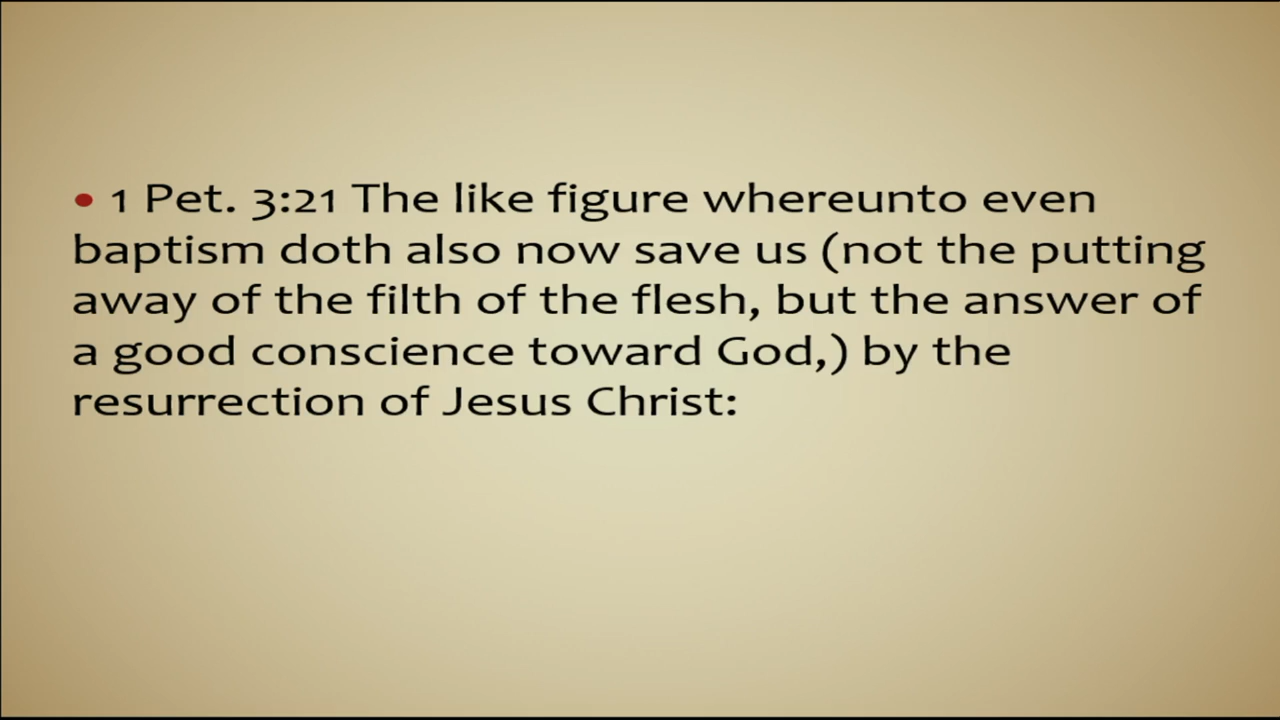 • 1 Pet. 3:21 The like figure whereunto even
baptism doth also now save us (not the putting
away of the filth of the flesh, but the answer of
a good conscience toward God,) by the
resurrection of Jesus Christ: